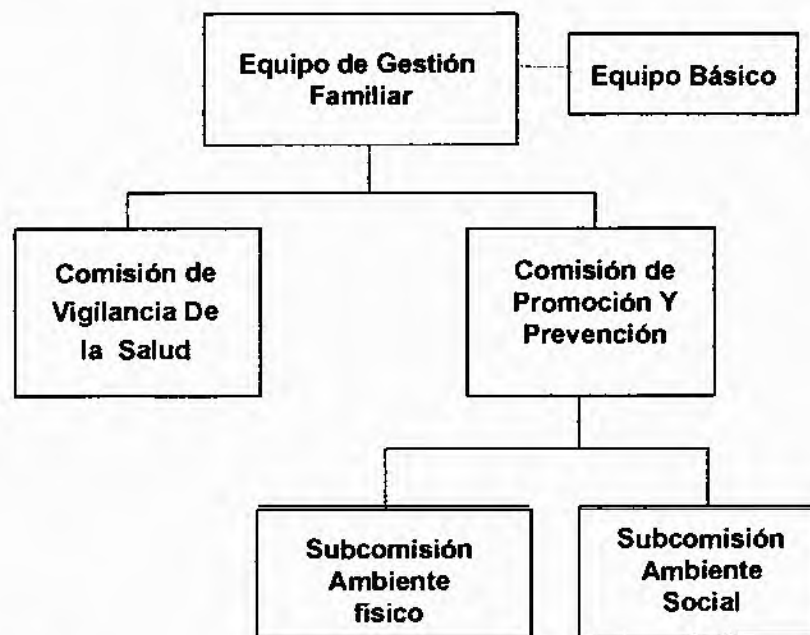 Equipo de Gestión
Familiar
Equipo Básico
Comisión de
Vigilancia De
la Salud
Comisión de
Promoción Y
Prevención
Subcomisión
Ambiente
físico
Subcomisión
Ambiente
Social